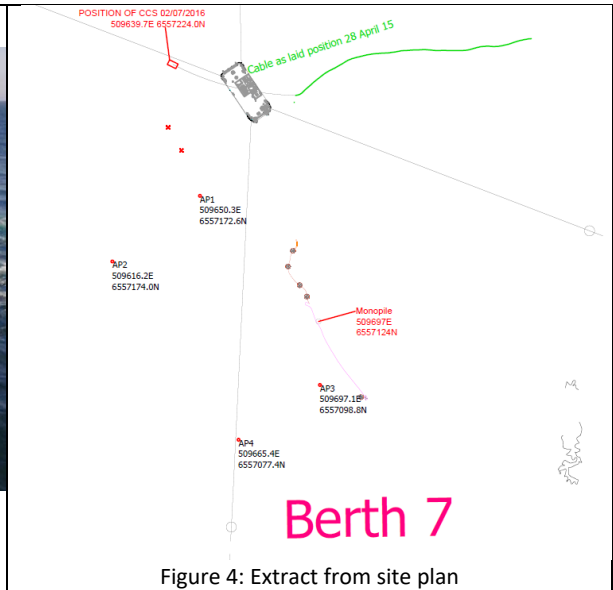 POSITION OF CCS 02/07/2016
509639.7E 6557224.0N
Cable as laid position 28 April 15
AP1
509650.3E
6557172.6N
AP2
509616.2E
6557174.0N
Monopile
509697E
6557124N
AP3
509697.1E
6557098.8N
AP4
509665.4E
6557077.4N
Berth 7
Figure 4: Extract from site plan